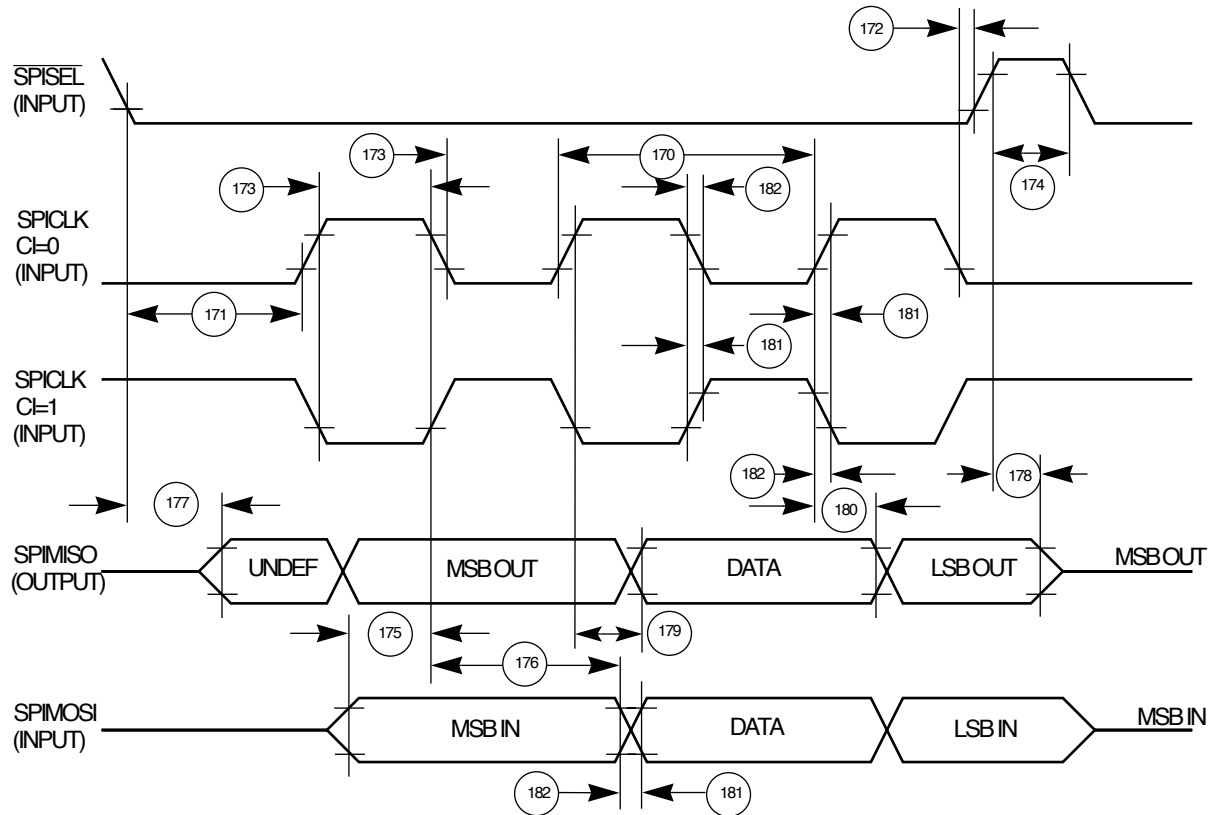 172
SPISEL
(INPUT)
173
170
173
182
174
SPICLK
CI=0
(INPUT)
171
181
181
SPICLK
CI=1
(INPUT)
182
178
177
180
SPIMISO
(OUTPUT)
UNDEF
MSB OUT
DATA
LSB OUT
MSB OUT
175
179
176
SPIMOSI
(INPUT)
MSB IN
DATA
LSB IN
MSB IN
182
181